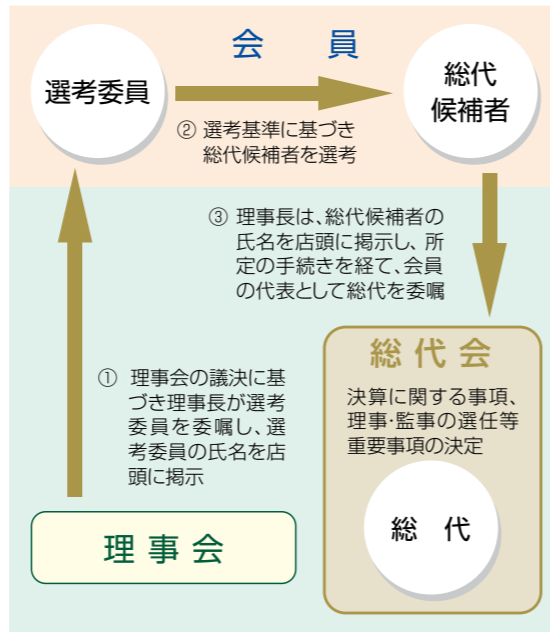 会　員
選考委員
総代
候補者
② 選考基準に基づき
総代候補者を選考
③ 理事長は、総代候補者の
氏名を店頭に掲示し、所
定の手続きを経て、会員
の代表として総代を委嘱
① 理事会の議決に基
づき理事長が選考
委員を委嘱し、選
考委員の氏名を店
頭に掲示
総代会
決算に関する事項、
理事・監事の選任等
重要事項の決定
総　代
理事会